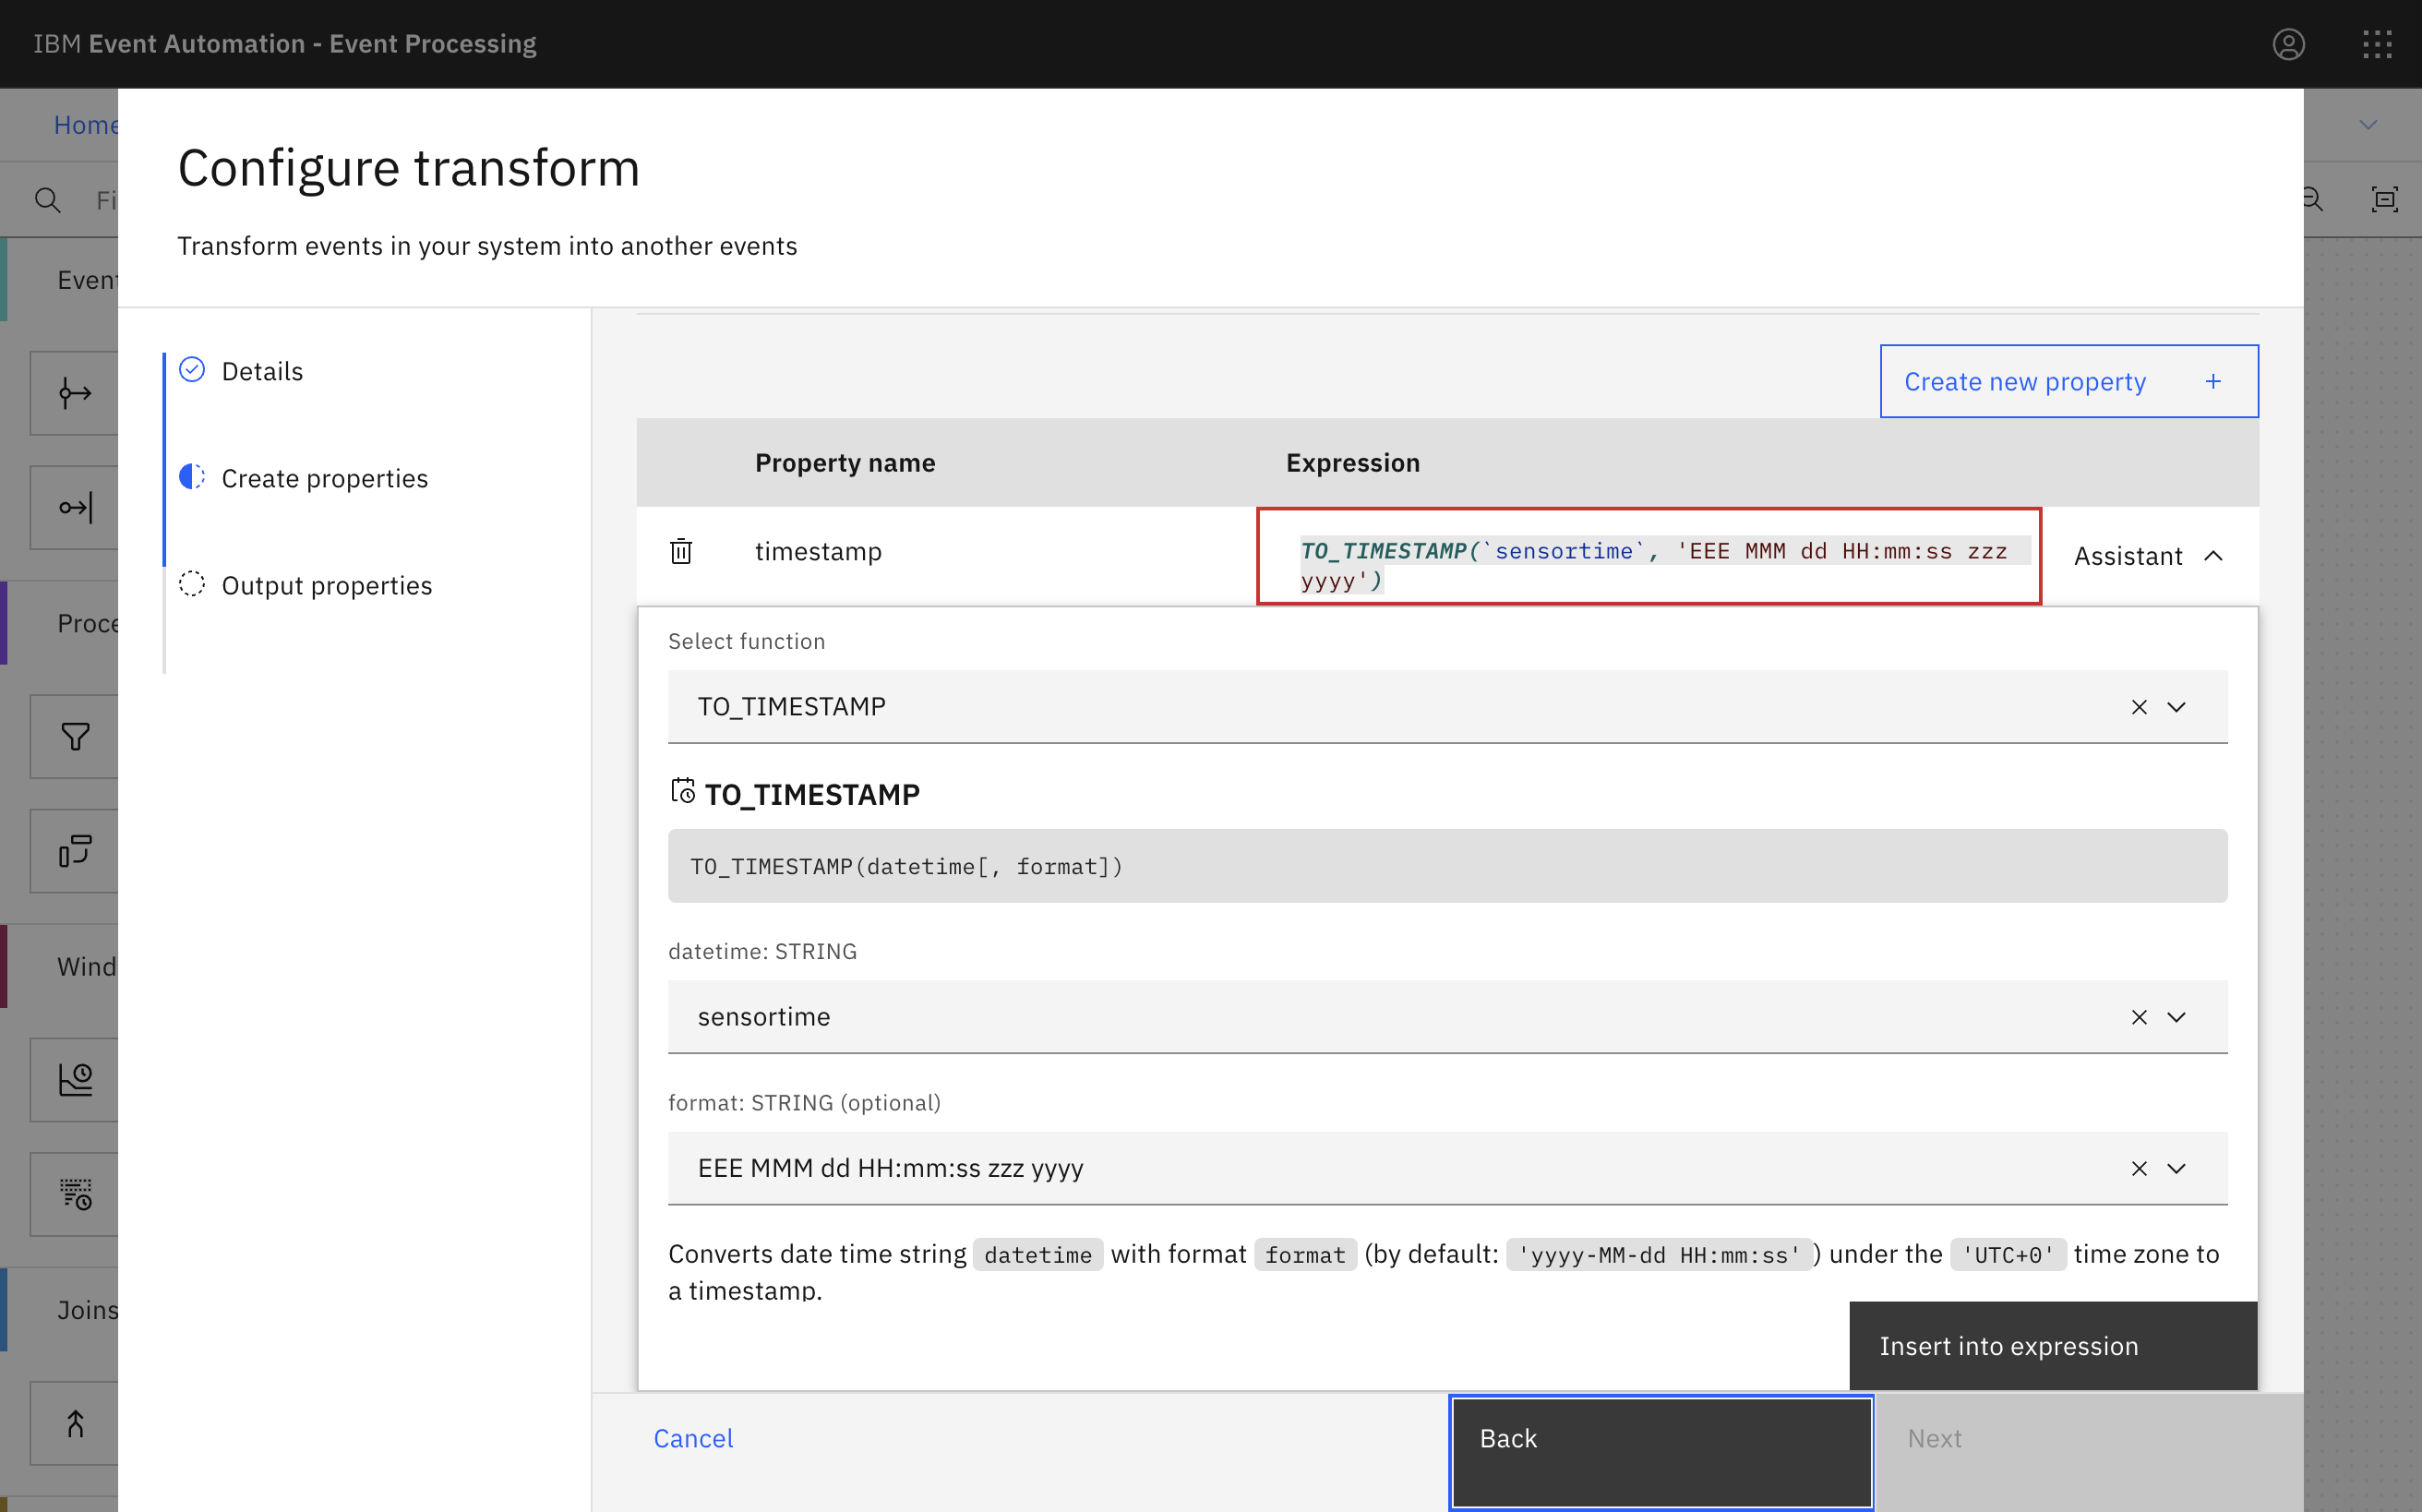 IBM Event Automation - Event Processing
Home
Fi
Configure transform
Transform events in your system into another events
Event
Proce
Wind
Joins
Details
Create properties
Output properties
Create new property +
Property name Expression
timestamp
TO_TIMESTAMP(`sensortime`, 'EEE MMM dd HH:mm:ss zzz
yyyy')
Assistant
Select function
TO_TIMESTAMP
TO_TIMESTAMP
TO_TIMESTAMP(datetime[, format])
datetime: STRING
sensortime
format: STRING (optional)
EEE MMM dd HH:mm:ss zzz yyyy
Converts date time string datetime with format format (by default: 'yyyy-MM-dd HH:mm:ss') under the 'UTC+0' time zone to
a timestamp.
Insert into expression
Cancel
Back
Next